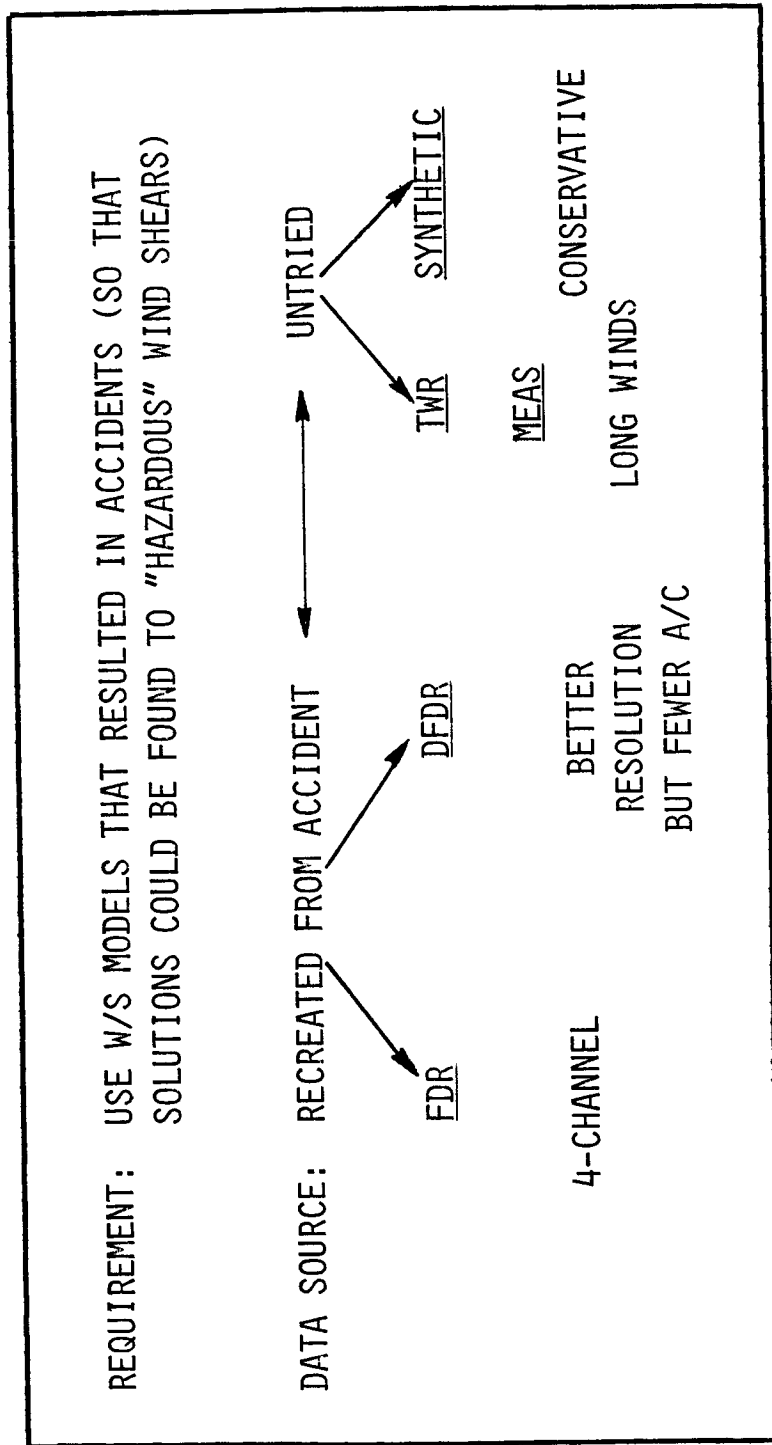 REQUIREMENT: USE W/S MODELS THAT RESULTED IN ACCIDENTS (SO THAT
SOLUTIONS COULD BE FOUND TO "HAZARDOUS" WIND SHEARS)
DATA SOURCE: RECREATED FROM ACCIDENT UNTRIED
FDR DFDR TWR SYNTHETIC
MEAS
4-CHANNEL BETTER CONSERVATIVE
RESOLUTION LONG WINDS
BUT FEWER A/C